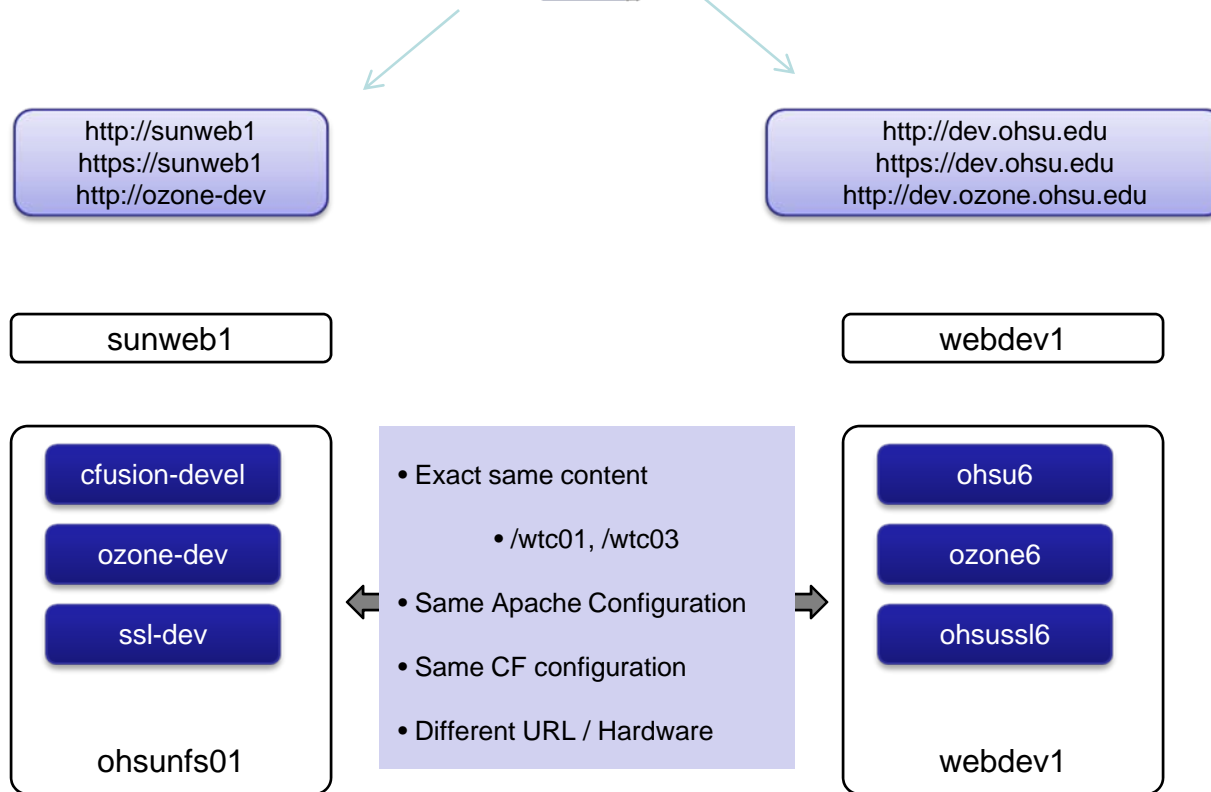 http://sunweb1
https://sunweb1
http://ozone-dev
http://dev.ohsu.edu
https://dev.ohsu.edu
http://dev.ozone.ohsu.edu
sunweb1
webdev1
cfusion-devel
ozone-dev
ssl-dev
ohsunfs01
• Exact same content
• /wtc01, /wtc03
• Same Apache Configuration
• Same CF configuration
• Different URL / Hardware
ohsu6
ozone6
ohsussl6
webdev1